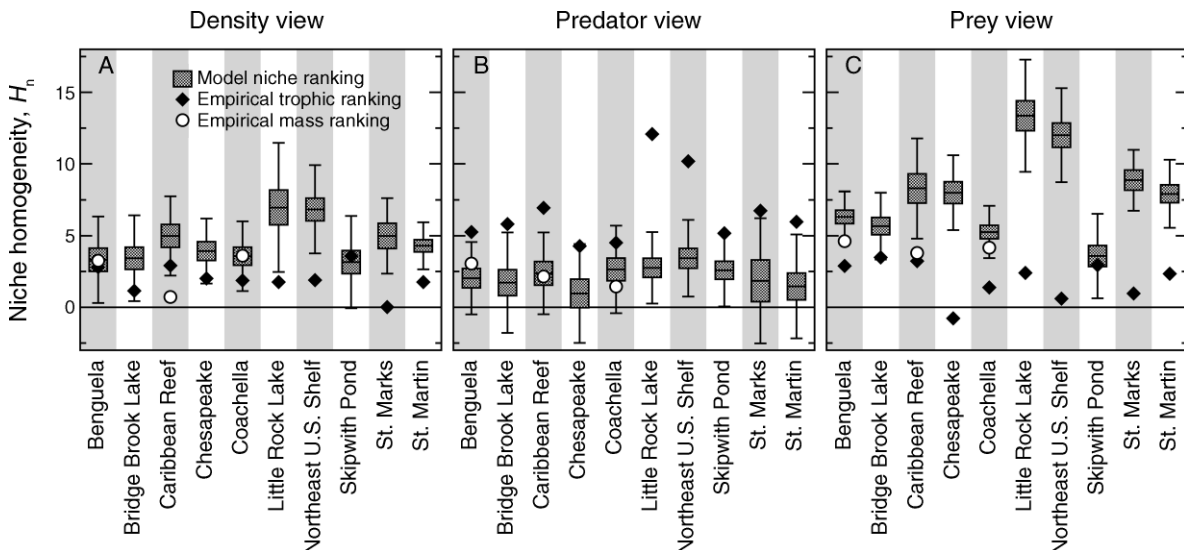 Density view
Predator view
Prey view
Niche homogeneity, Hn
15
10
5
0
A
Model niche ranking
Empirical trophic ranking
Empirical mass ranking
B
C
Benguela
Bridge Brook Lake
Caribbean Reef
Chesapeake
Coachella
Little Rock Lake
Northeast U.S. Shelf
Skipwith Pond
St. Marks
St. Martin
Benguela
Bridge Brook Lake
Caribbean Reef
Chesapeake
Coachella
Little Rock Lake
Northeast U.S. Shelf
Skipwith Pond
St. Marks
St. Martin
Benguela
Bridge Brook Lake
Caribbean Reef
Chesapeake
Coachella
Little Rock Lake
Northeast U.S. Shelf
Skipwith Pond
St. Marks
St. Martin